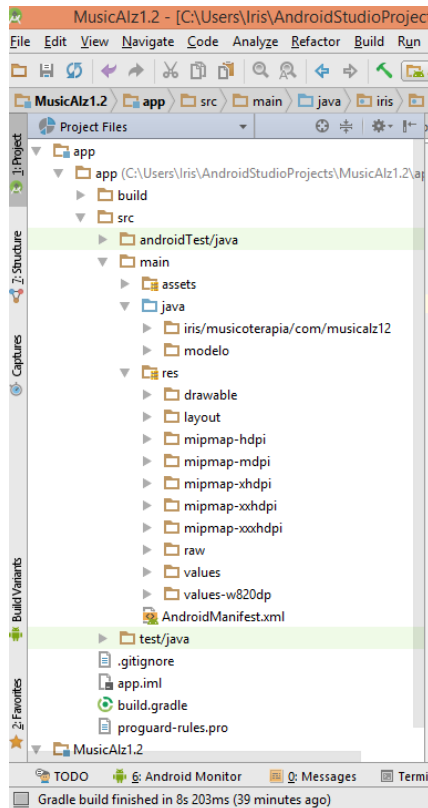 MusicAlz1.2 - [C:\Users\Iris\AndroidStudioProjec
File Edit View Navigate Code Analyze Refactor Build Run
MusicAlz1.2 app src main java iris
Project Files
1: Project
7: Structure
Captures
Build Variants
2: Favorites
app
app (C:\Users\Iris\AndroidStudioProjects\MusicAlz1.2\ap
build
src
androidTest/java
main
assets
java
iris/musicoterapia/com/musicalz12
modelo
res
drawable
layout
mipmap-hdpi
mipmap-mdpi
mipmap-xhdpi
mipmap-xxhdpi
mipmap-xxxhdpi
raw
values
values-w820dp
AndroidManifest.xml
test/java
.gitignore
app.iml
build.gradle
proguard-rules.pro
MusicAlz1.2
TODO 6: Android Monitor 0: Messages Termi
Gradle build finished in 8s 203ms (39 minutes ago)